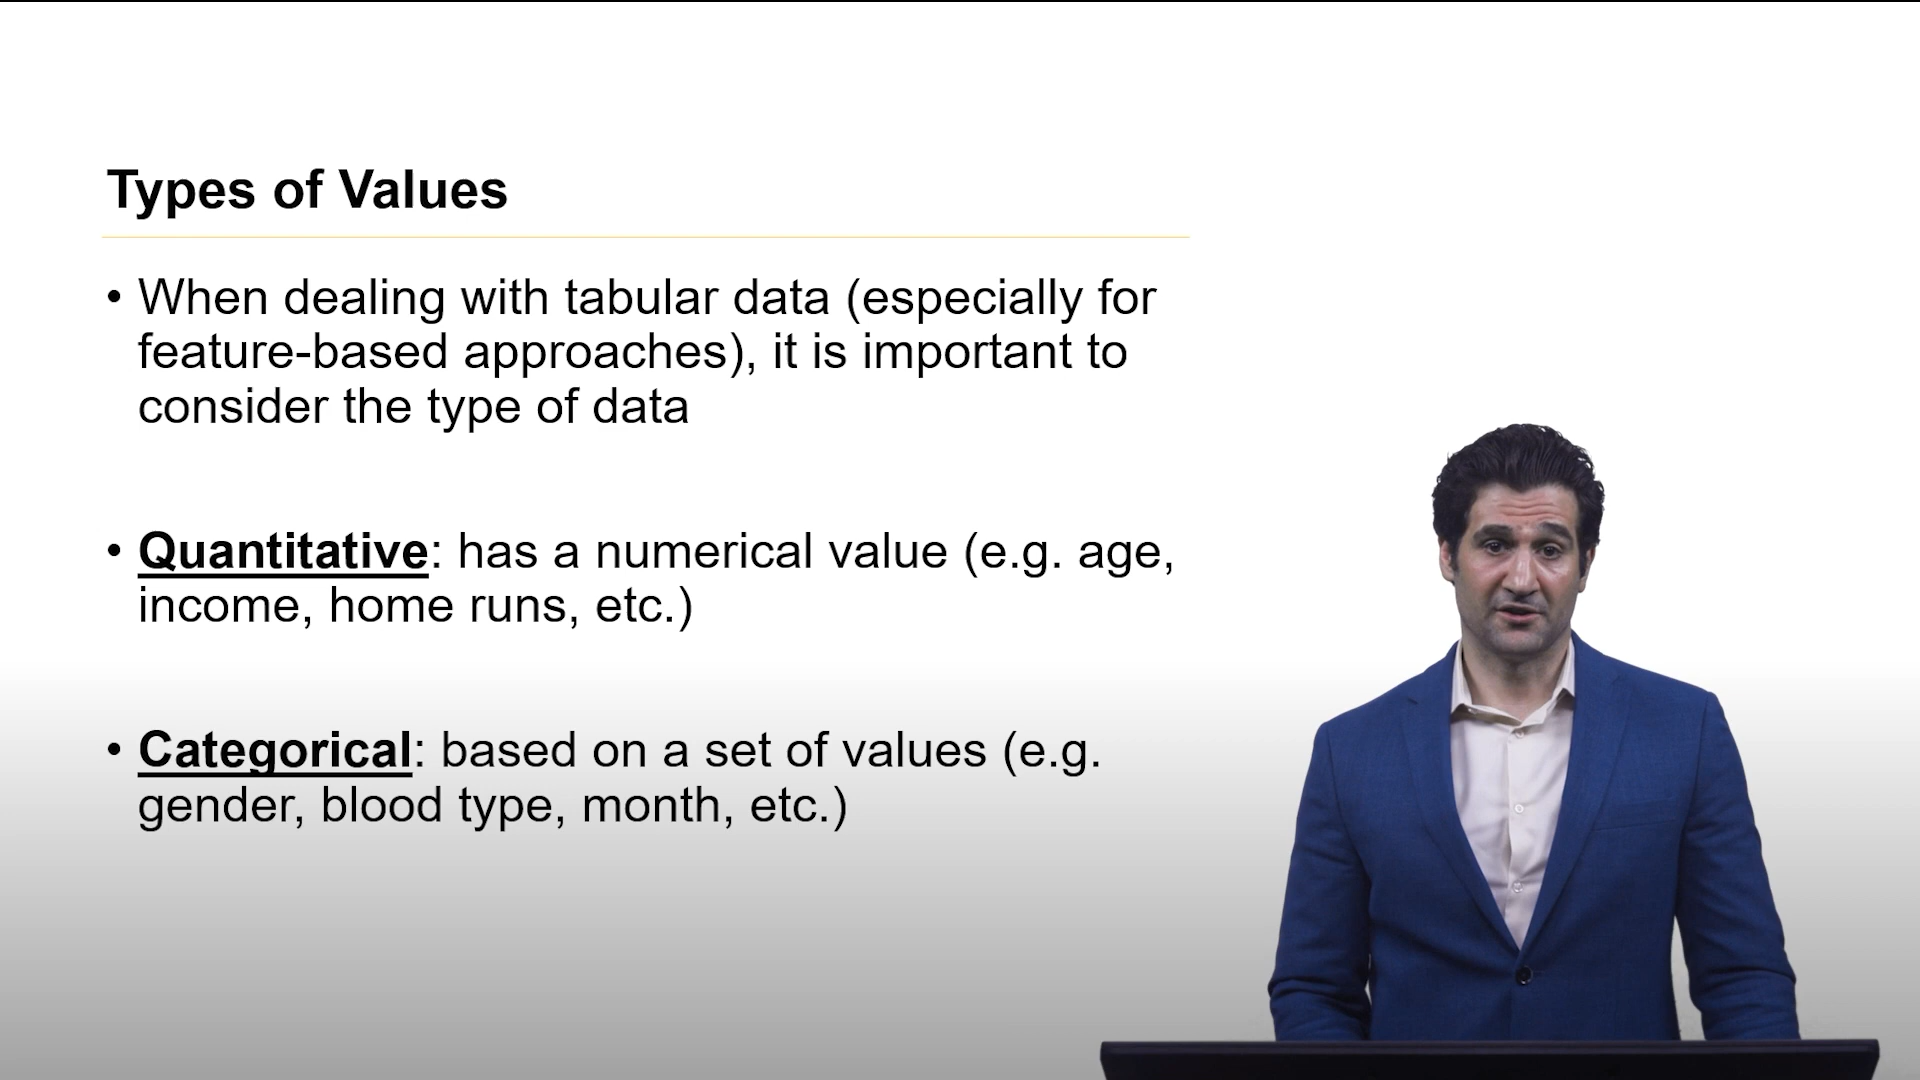 Types of Values
• When dealing with tabular data (especially for
feature-based approaches), it is important to
consider the type of data
• Quantitative: has a numerical value (e.g. age,
income, home runs, etc.)
• Categorical: based on a set of values (e.g.
gender, blood type, month, etc.)